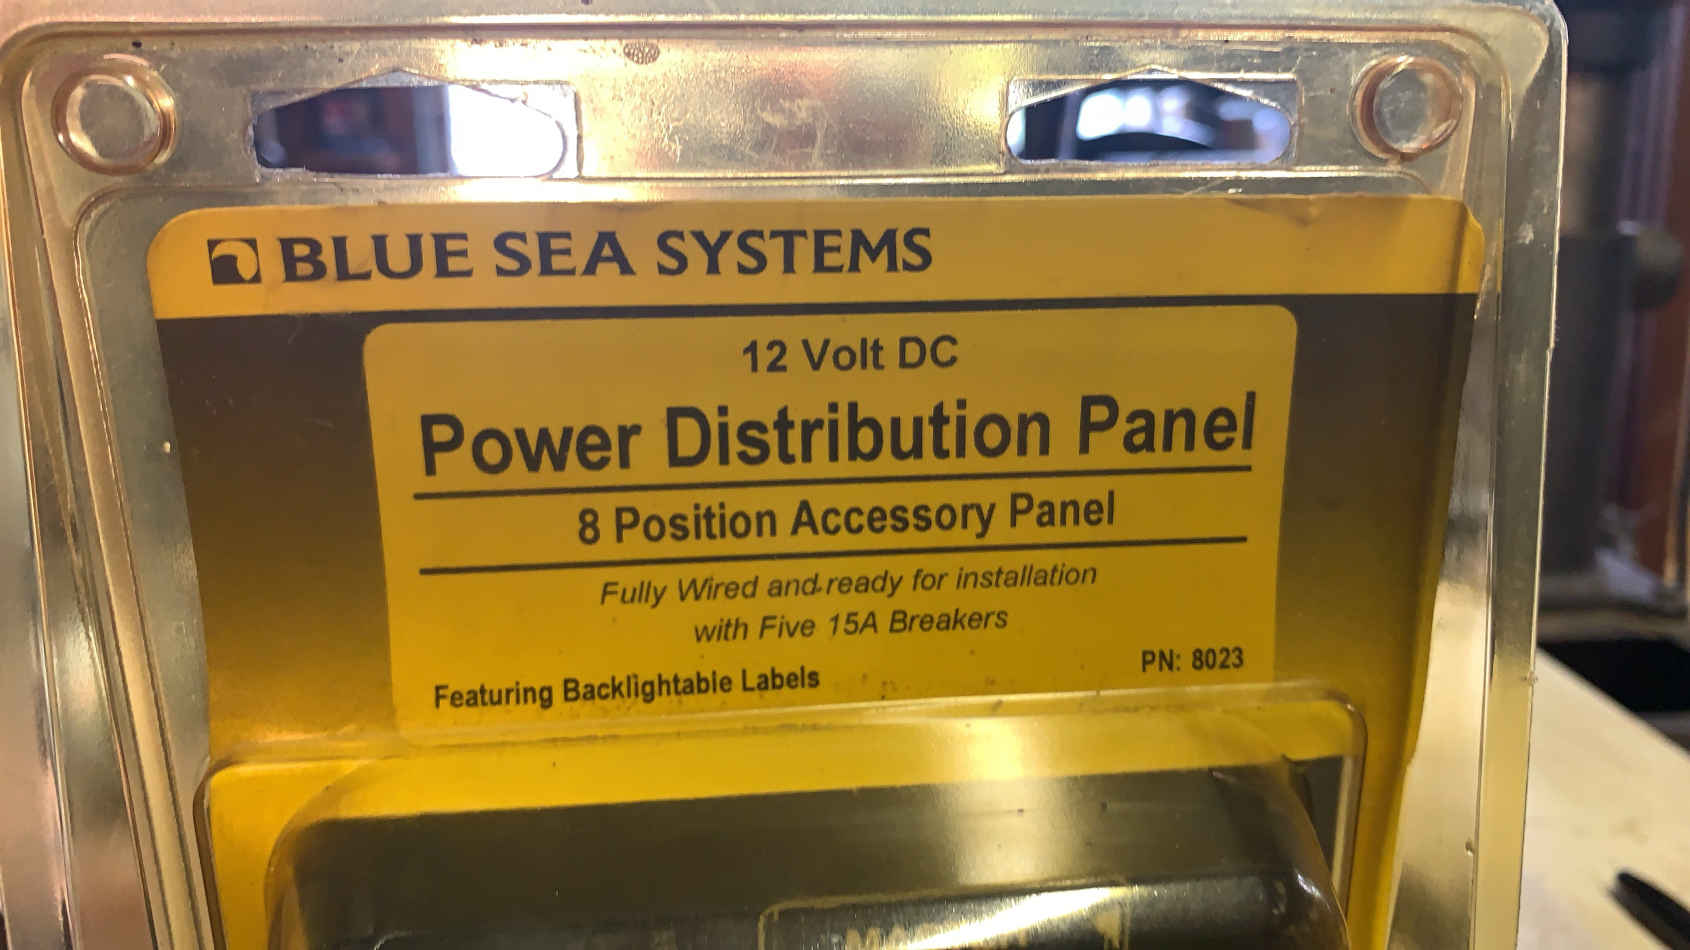 BLUE SEA SYSTEMS
12 Volt DC
Power Distribution Panel
8 Position Accessory Panel
Fully Wired and ready for installation
with Five 15A Breakers
PN: 8023
Featuring Backlightable Labels